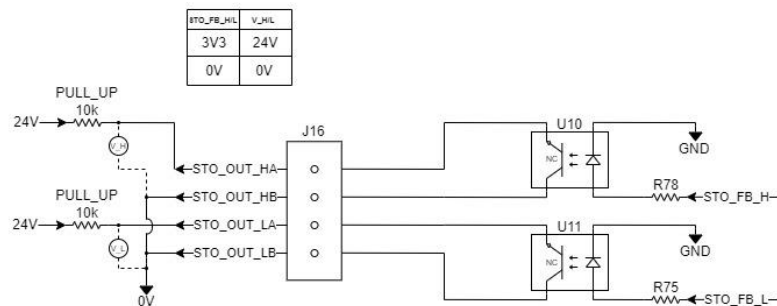 STO_FB_H/L V_H/L
3V3 24V
0V 0V
PULL_UP
10k
24V
V_H
J16
U10
NC
GND
STO_OUT_HA
R78
STO_FB_H
STO_OUT_HB
PULL_UP
10k
24V
STO_OUT_LA
U11
V_L
NC
GND
STO_OUT_LB
R75
STO_FB_L
0V